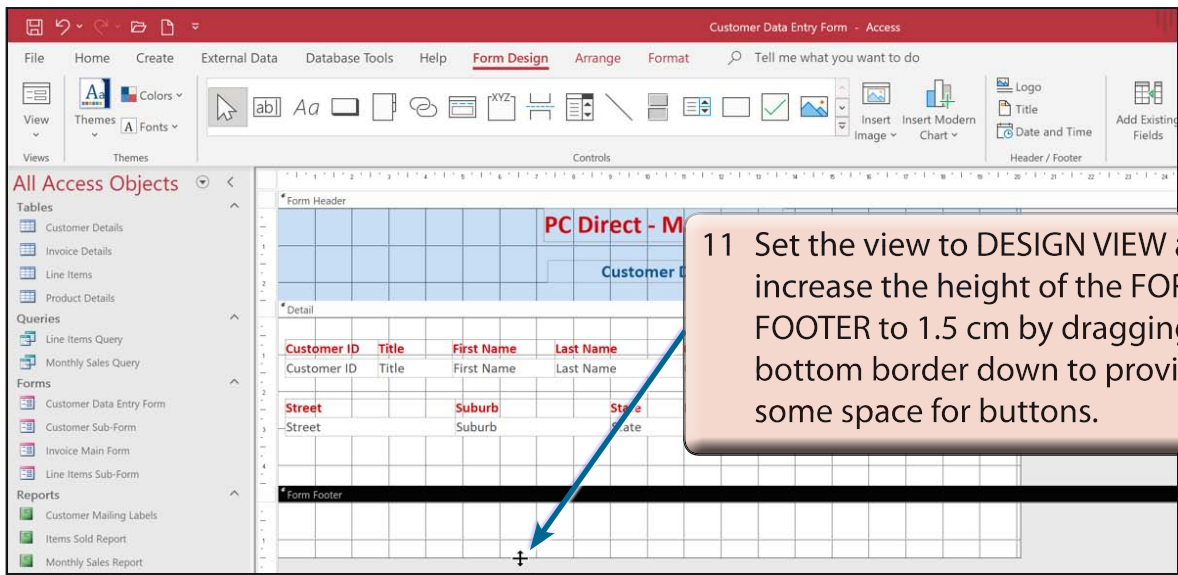 Customer Data Entry Form - Access
File Home Create External Data Database Tools Help Form Design Arrange Format Tell me what you want to do
View
Themes
Aa
Colors
A Fonts
ab Aa XYZ
Insert Image
Insert Modern Chart
Logo
Title
Date and Time
Add Existing Fields
Views Themes Controls Header / Footer
All Access Objects
Tables
Customer Details
Invoice Details
Line Items
Product Details
Queries
Line Items Query
Monthly Sales Query
Forms
Customer Data Entry Form
Customer Sub-Form
Invoice Main Form
Line Items Sub-Form
Reports
Customer Mailing Labels
Items Sold Report
Monthly Sales Report
Form Header
PC Direct - M
Customer
Detail
Customer ID Title First Name Last Name
Customer ID Title First Name Last Name
Street Suburb State
Street Suburb State
Form Footer
11 Set the view to DESIGN VIEW a
increase the height of the FOR
FOOTER to 1.5 cm by dragging
bottom border down to provi
some space for buttons.